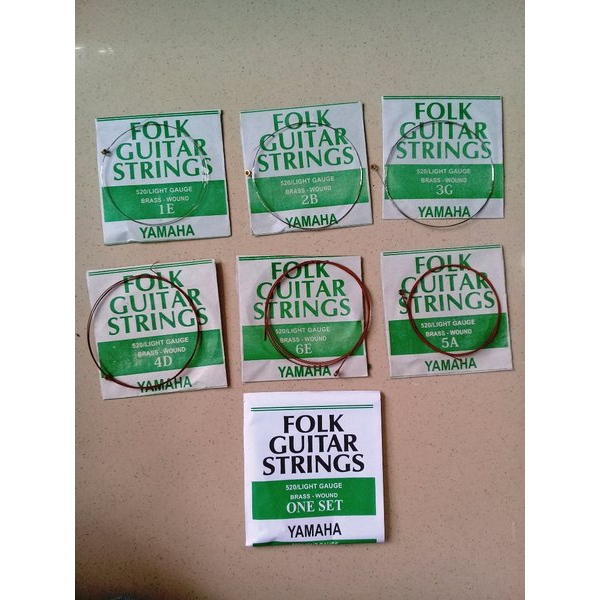 FOLK
GUITAR
STRINGS
520/LIGHT GAUGE
BRASS - WOUND
1E
YAMAHA
FOLK
GUITAR
STRINGS
520/LIGHT GAUGE
BRASS - WOUND
2B
YAMAHA
FOLK
GUITAR
STRINGS
520/LIGHT GAUGE
BRASS - WOUND
3G
YAMAHA
FOLK
GUITAR
STRINGS
520/LIGHT GAUGE
BRASS - WOUND
4D
YAMAHA
FOLK
GUITAR
STRINGS
520/LIGHT GAUGE
BRASS - WOUND
6E
YAMAHA
FOLK
GUITAR
STRINGS
520/LIGHT GAUGE
BRASS - WOUND
5A
YAMAHA
FOLK
GUITAR
STRINGS
520/LIGHT GAUGE
BRASS - WOUND
ONE SET
YAMAHA